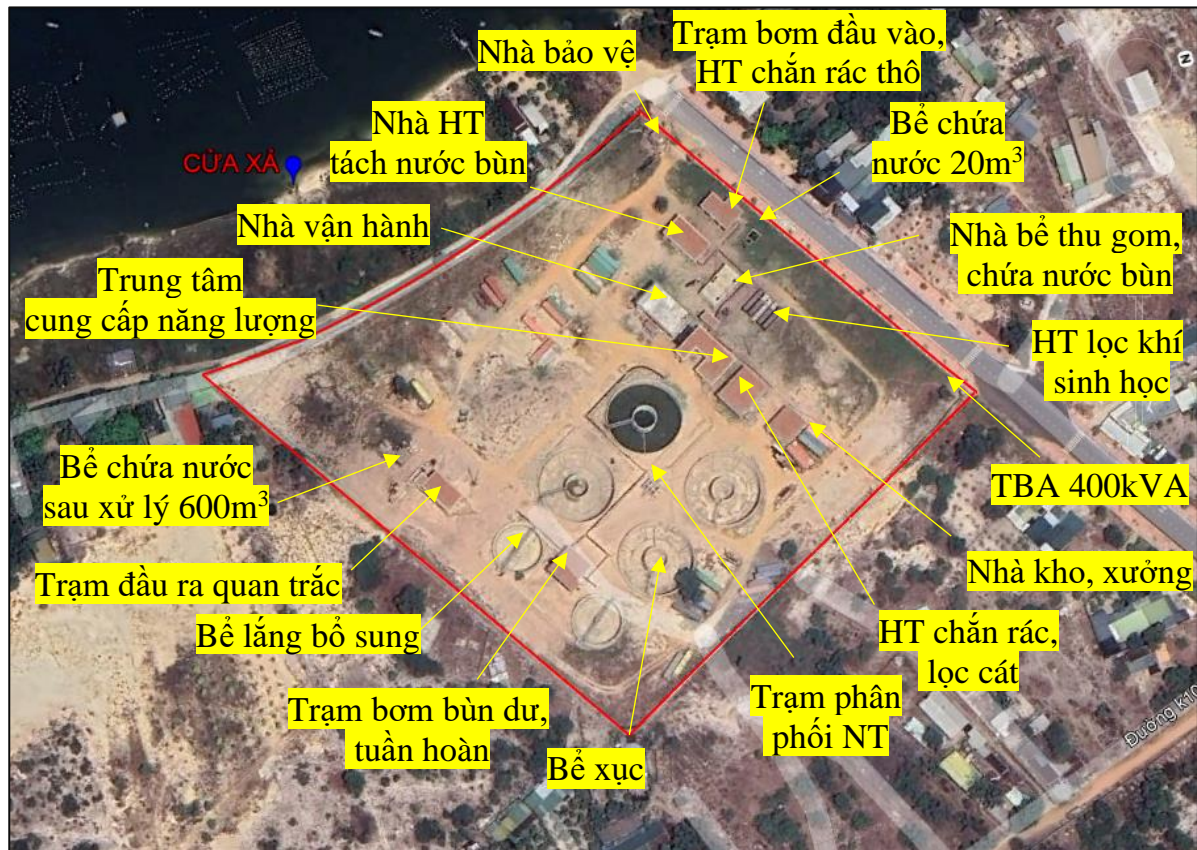 Nhà bảo vệ
Trạm bơm đầu vào,
HT chắn rác thô
Nhà HT
tách nước bùn
Bể chứa
nước 20m³
CỬA XẢ
Nhà vận hành
Nhà bể thu gom,
chứa nước bùn
Trung tâm
cung cấp năng lượng
HT lọc khí
sinh học
Bể chứa nước
sau xử lý 600m³
TBA 400kVA
Trạm đầu ra quan trắc
Nhà kho, xưởng
Bể lắng bổ sung
HT chắn rác,
lọc cát
Trạm bơm bùn dư,
tuần hoàn
Trạm phân
phối NT
Bể xục
Đường k10
N